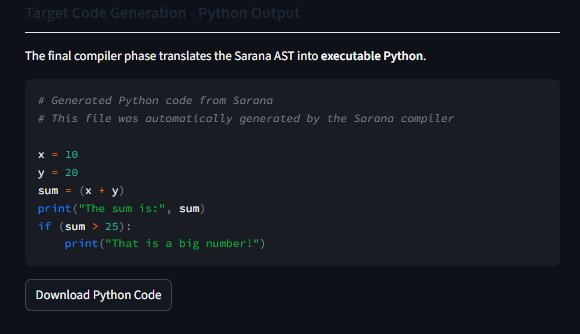 Target Code Generation - Python Output
The final compiler phase translates the Sarana AST into executable Python.
# Generated Python code from Sarana
# This file was automatically generated by the Sarana compiler
x = 10
y = 20
sum = (x + y)
print("The sum is:", sum)
if (sum > 25):
    print("That is a big number!")
Download Python Code